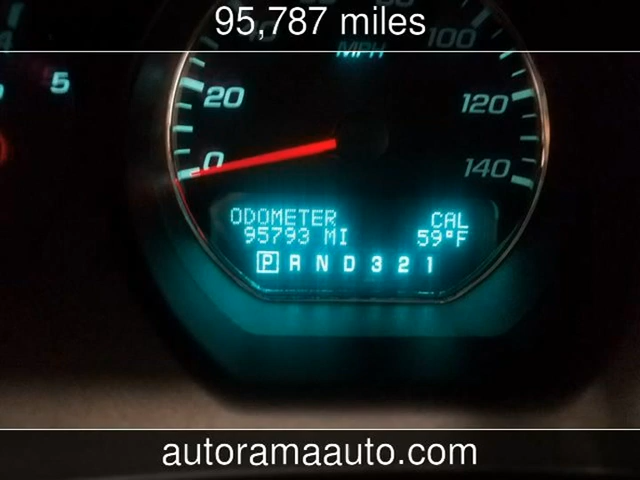 95,787 miles
80
100
MPH
5
20
120
0
140
ODOMETER CAL
95793 MI 59°F
P R N D 3 2 1
autoramaauto.com